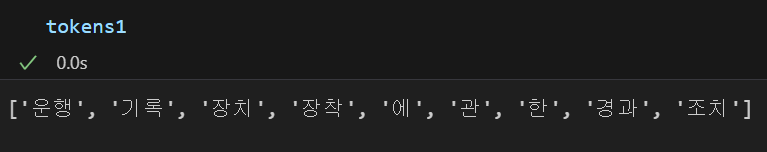 tokens1
0.0s
['운행', '기록', '장치', '장착', '에', '관', '한', '경과', '조치']